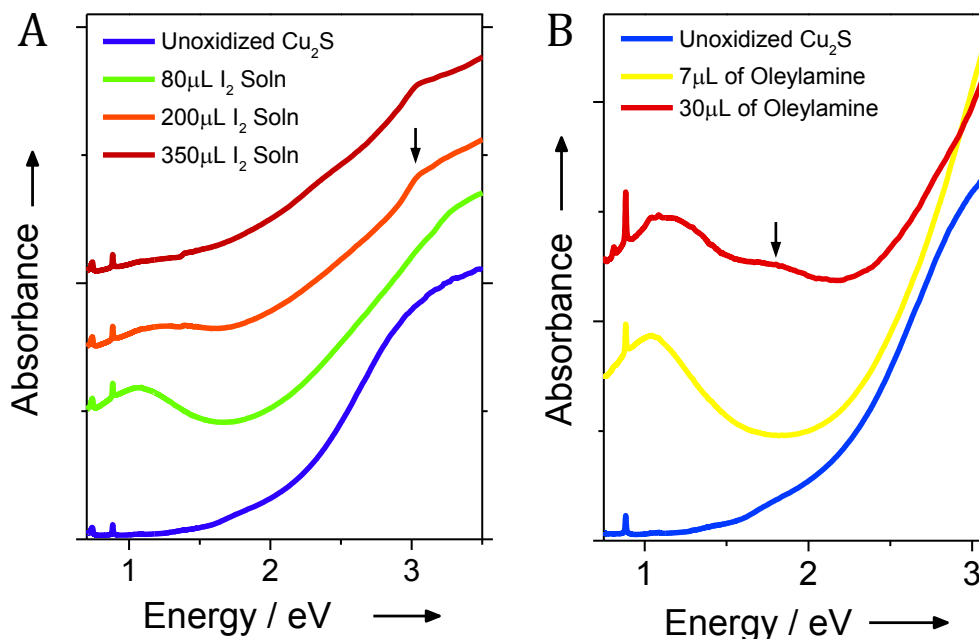 A
Unoxidized Cu₂S
80μL I₂ Soln
200μL I₂ Soln
350μL I₂ Soln
Absorbance
1 2 3
Energy / eV
B
Unoxidized Cu₂S
7μL of Oleylamine
30μL of Oleylamine
Absorbance
1 2 3
Energy / eV